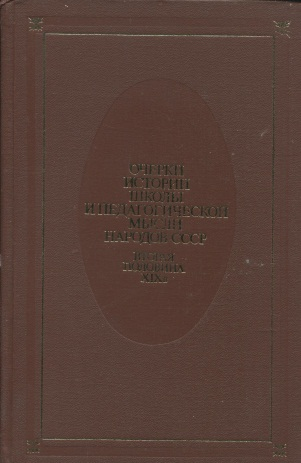 ОЧЕРКИ
ИСТОРИИ
ШКОЛЫ
И ПЕДАГОГИЧЕСКОЙ
МЫСЛИ
НАРОДОВ СССР
ВТОРАЯ
ПОЛОВИНА
XIX в.